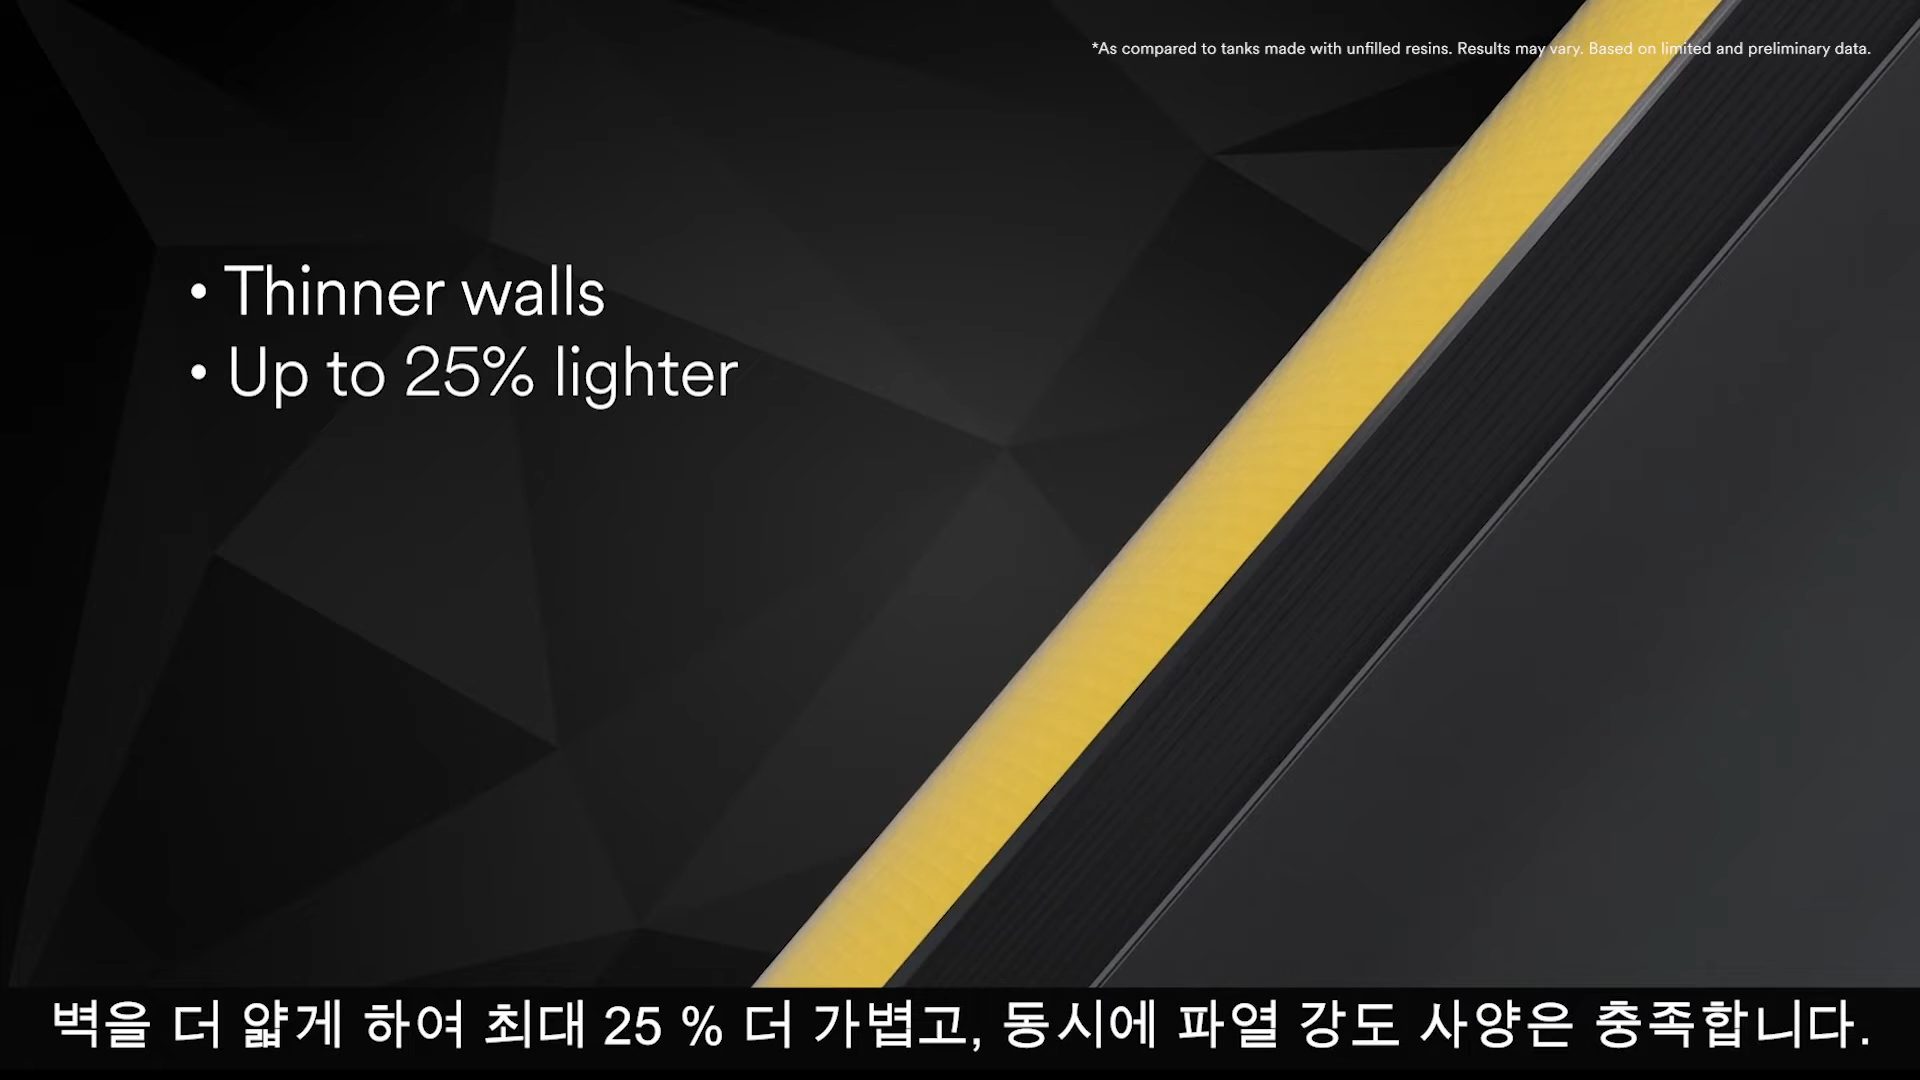 *As compared to tanks made with unfilled resins. Results may vary. Based on limited and preliminary data.
• Thinner walls
• Up to 25% lighter
벽을 더 얇게 하여 최대 25 % 더 가볍고, 동시에 파열 강도 사양은 충족합니다.